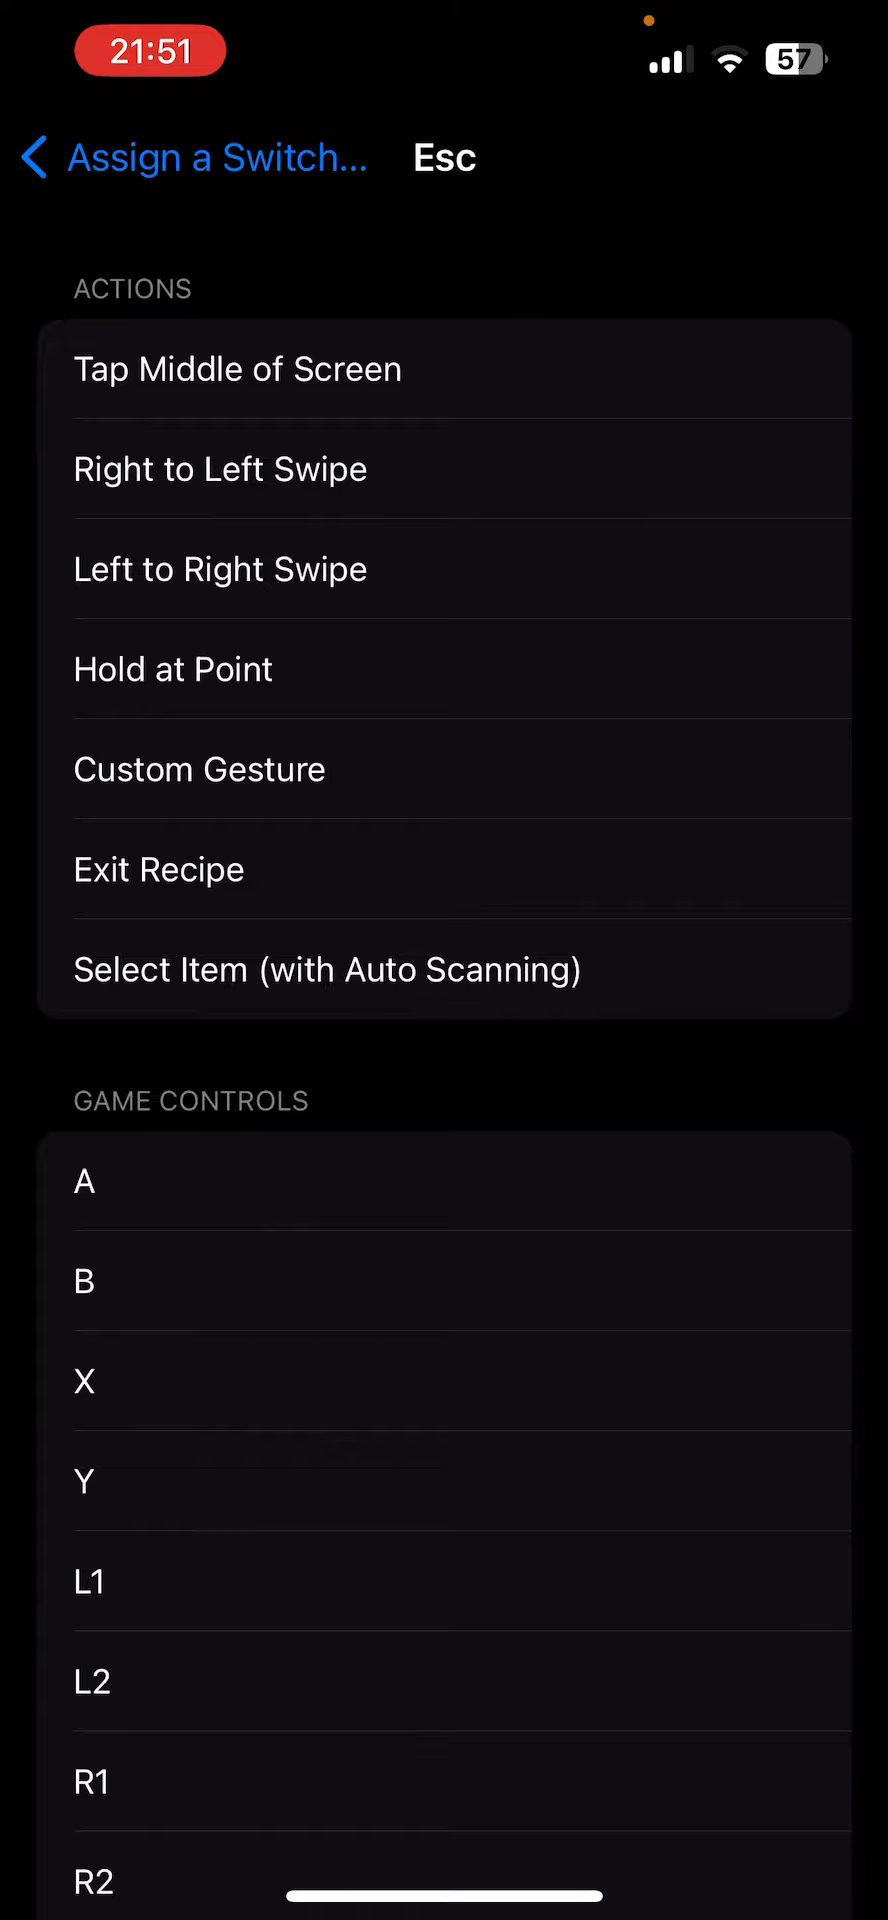 21:51
57
Assign a Switch...
Esc
ACTIONS
Tap Middle of Screen
Right to Left Swipe
Left to Right Swipe
Hold at Point
Custom Gesture
Exit Recipe
Select Item (with Auto Scanning)
GAME CONTROLS
A
B
X
Y
L1
L2
R1
R2